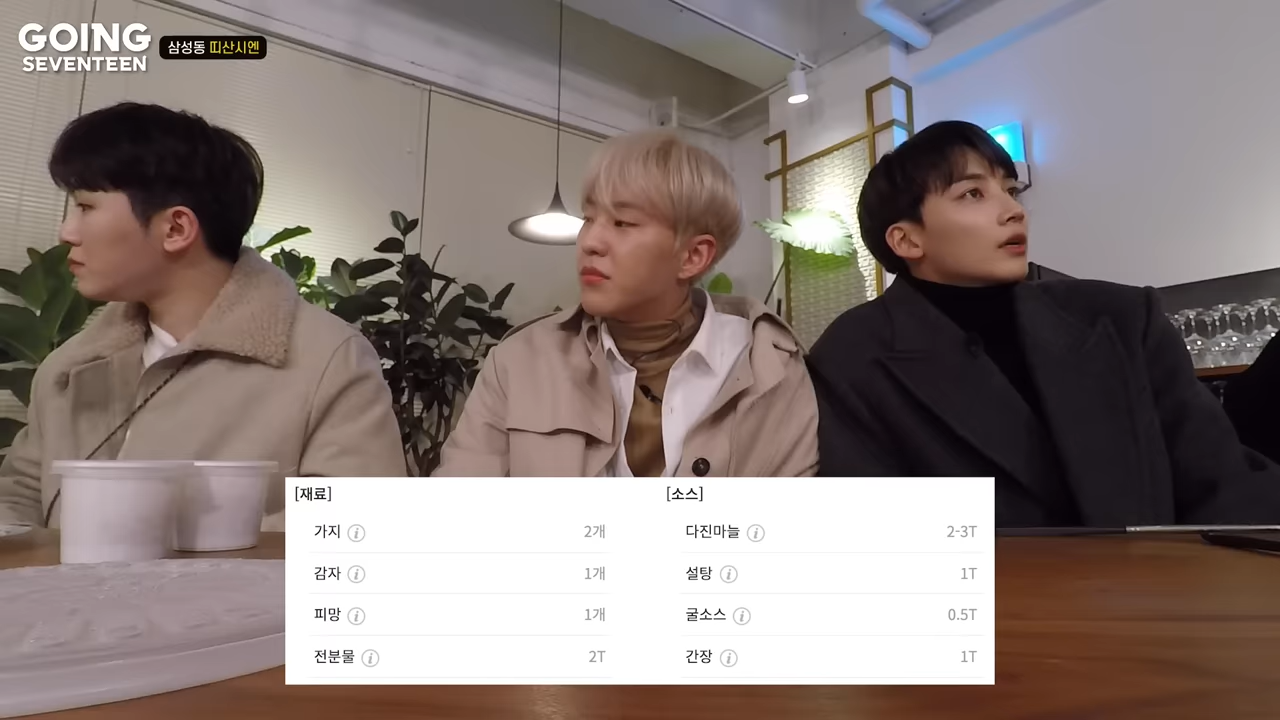 GOING
SEVENTEEN
삼성동 띠산시엔
[재료]
가지 2개
감자 1개
피망 1개
전분물 2T
[소스]
다진마늘 2-3T
설탕 1T
굴소스 0.5T
간장 1T